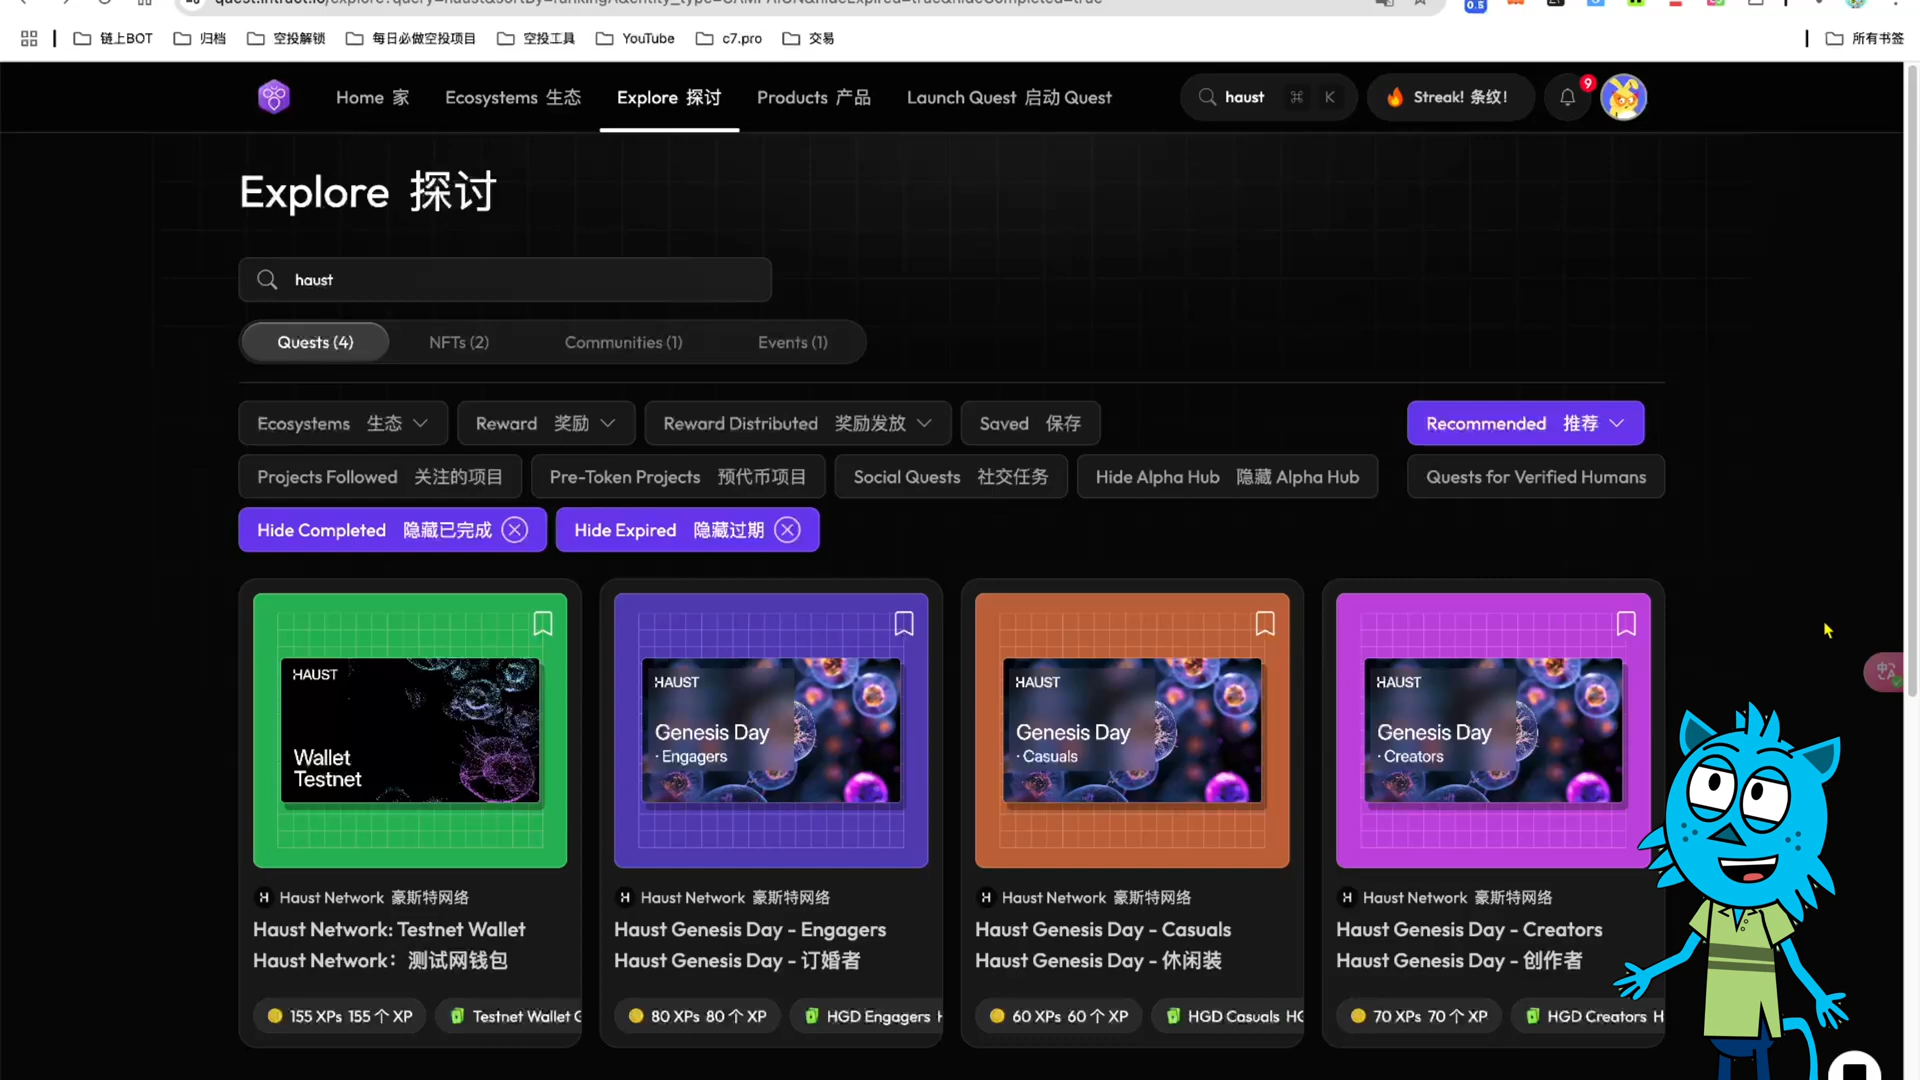 0.5
链上BOT 归档 空投解锁 每日必做空投项目 空投工具 YouTube c7.pro 交易 所有书签
Home 家 Ecosystems 生态 Explore 探讨 Products 产品 Launch Quest 启动 Quest haust ⌘ K Streak! 条纹! 9
Explore 探讨
haust
Quests (4) NFTs (2) Communities (1) Events (1)
Ecosystems 生态 Reward 奖励 Reward Distributed 奖励发放 Saved 保存 Recommended 推荐
Projects Followed 关注的项目 Pre-Token Projects 预代币项目 Social Quests 社交任务 Hide Alpha Hub 隐藏 Alpha Hub Quests for Verified Humans
Hide Completed 隐藏已完成 Hide Expired 隐藏过期
HAUST
Wallet
Testnet
HAUST
Genesis Day
· Engagers
HAUST
Genesis Day
· Casuals
HAUST
Genesis Day
· Creators
Haust Network 豪斯特网络
Haust Network: Testnet Wallet
Haust Network：测试网钱包
155 XPs 155 个 XP Testnet Wallet
Haust Network 豪斯特网络
Haust Genesis Day - Engagers
Haust Genesis Day - 订婚者
80 XPs 80 个 XP HGD Engagers
Haust Network 豪斯特网络
Haust Genesis Day - Casuals
Haust Genesis Day - 休闲装
60 XPs 60 个 XP HGD Casuals
Haust Network 豪斯特网络
Haust Genesis Day - Creators
Haust Genesis Day - 创作者
70 XPs 70 个 XP HGD Creators